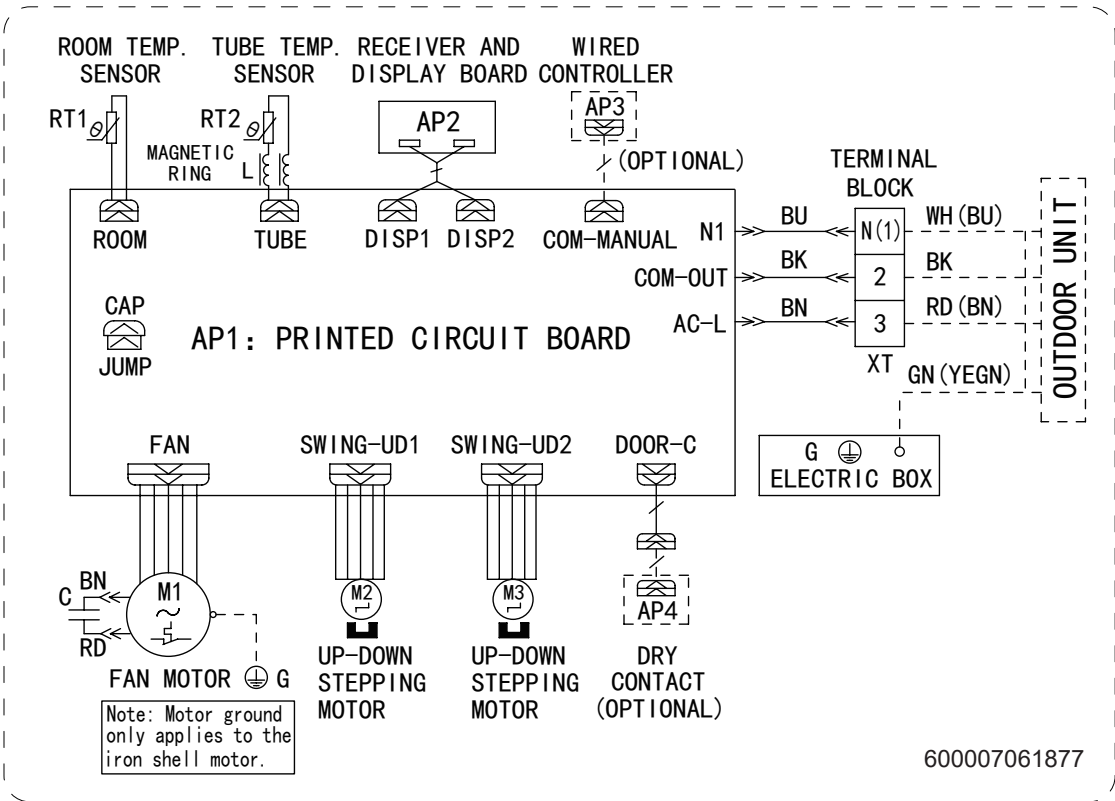 ROOM TEMP. SENSOR
TUBE TEMP. SENSOR
RECEIVER AND DISPLAY BOARD
WIRED CONTROLLER
RT1
θ
RT2
θ
MAGNETIC RING
L
AP2
AP3
(OPTIONAL)
ROOM
TUBE
DISP1
DISP2
COM-MANUAL
TERMINAL BLOCK
N1
BU
N(1)
WH(BU)
COM-OUT
BK
2
BK
AC-L
BN
3
RD(BN)
XT
GN(YEGN)
OUTDOOR UNIT
CAP
JUMP
AP1: PRINTED CIRCUIT BOARD
G
ELECTRIC BOX
FAN
SWING-UD1
SWING-UD2
DOOR-C
C
BN
RD
M1
M2
M3
AP4
FAN MOTOR
G
UP-DOWN
STEPPING
MOTOR
UP-DOWN
STEPPING
MOTOR
DRY
CONTACT
(OPTIONAL)
Note: Motor ground
only applies to the
iron shell motor.
600007061877